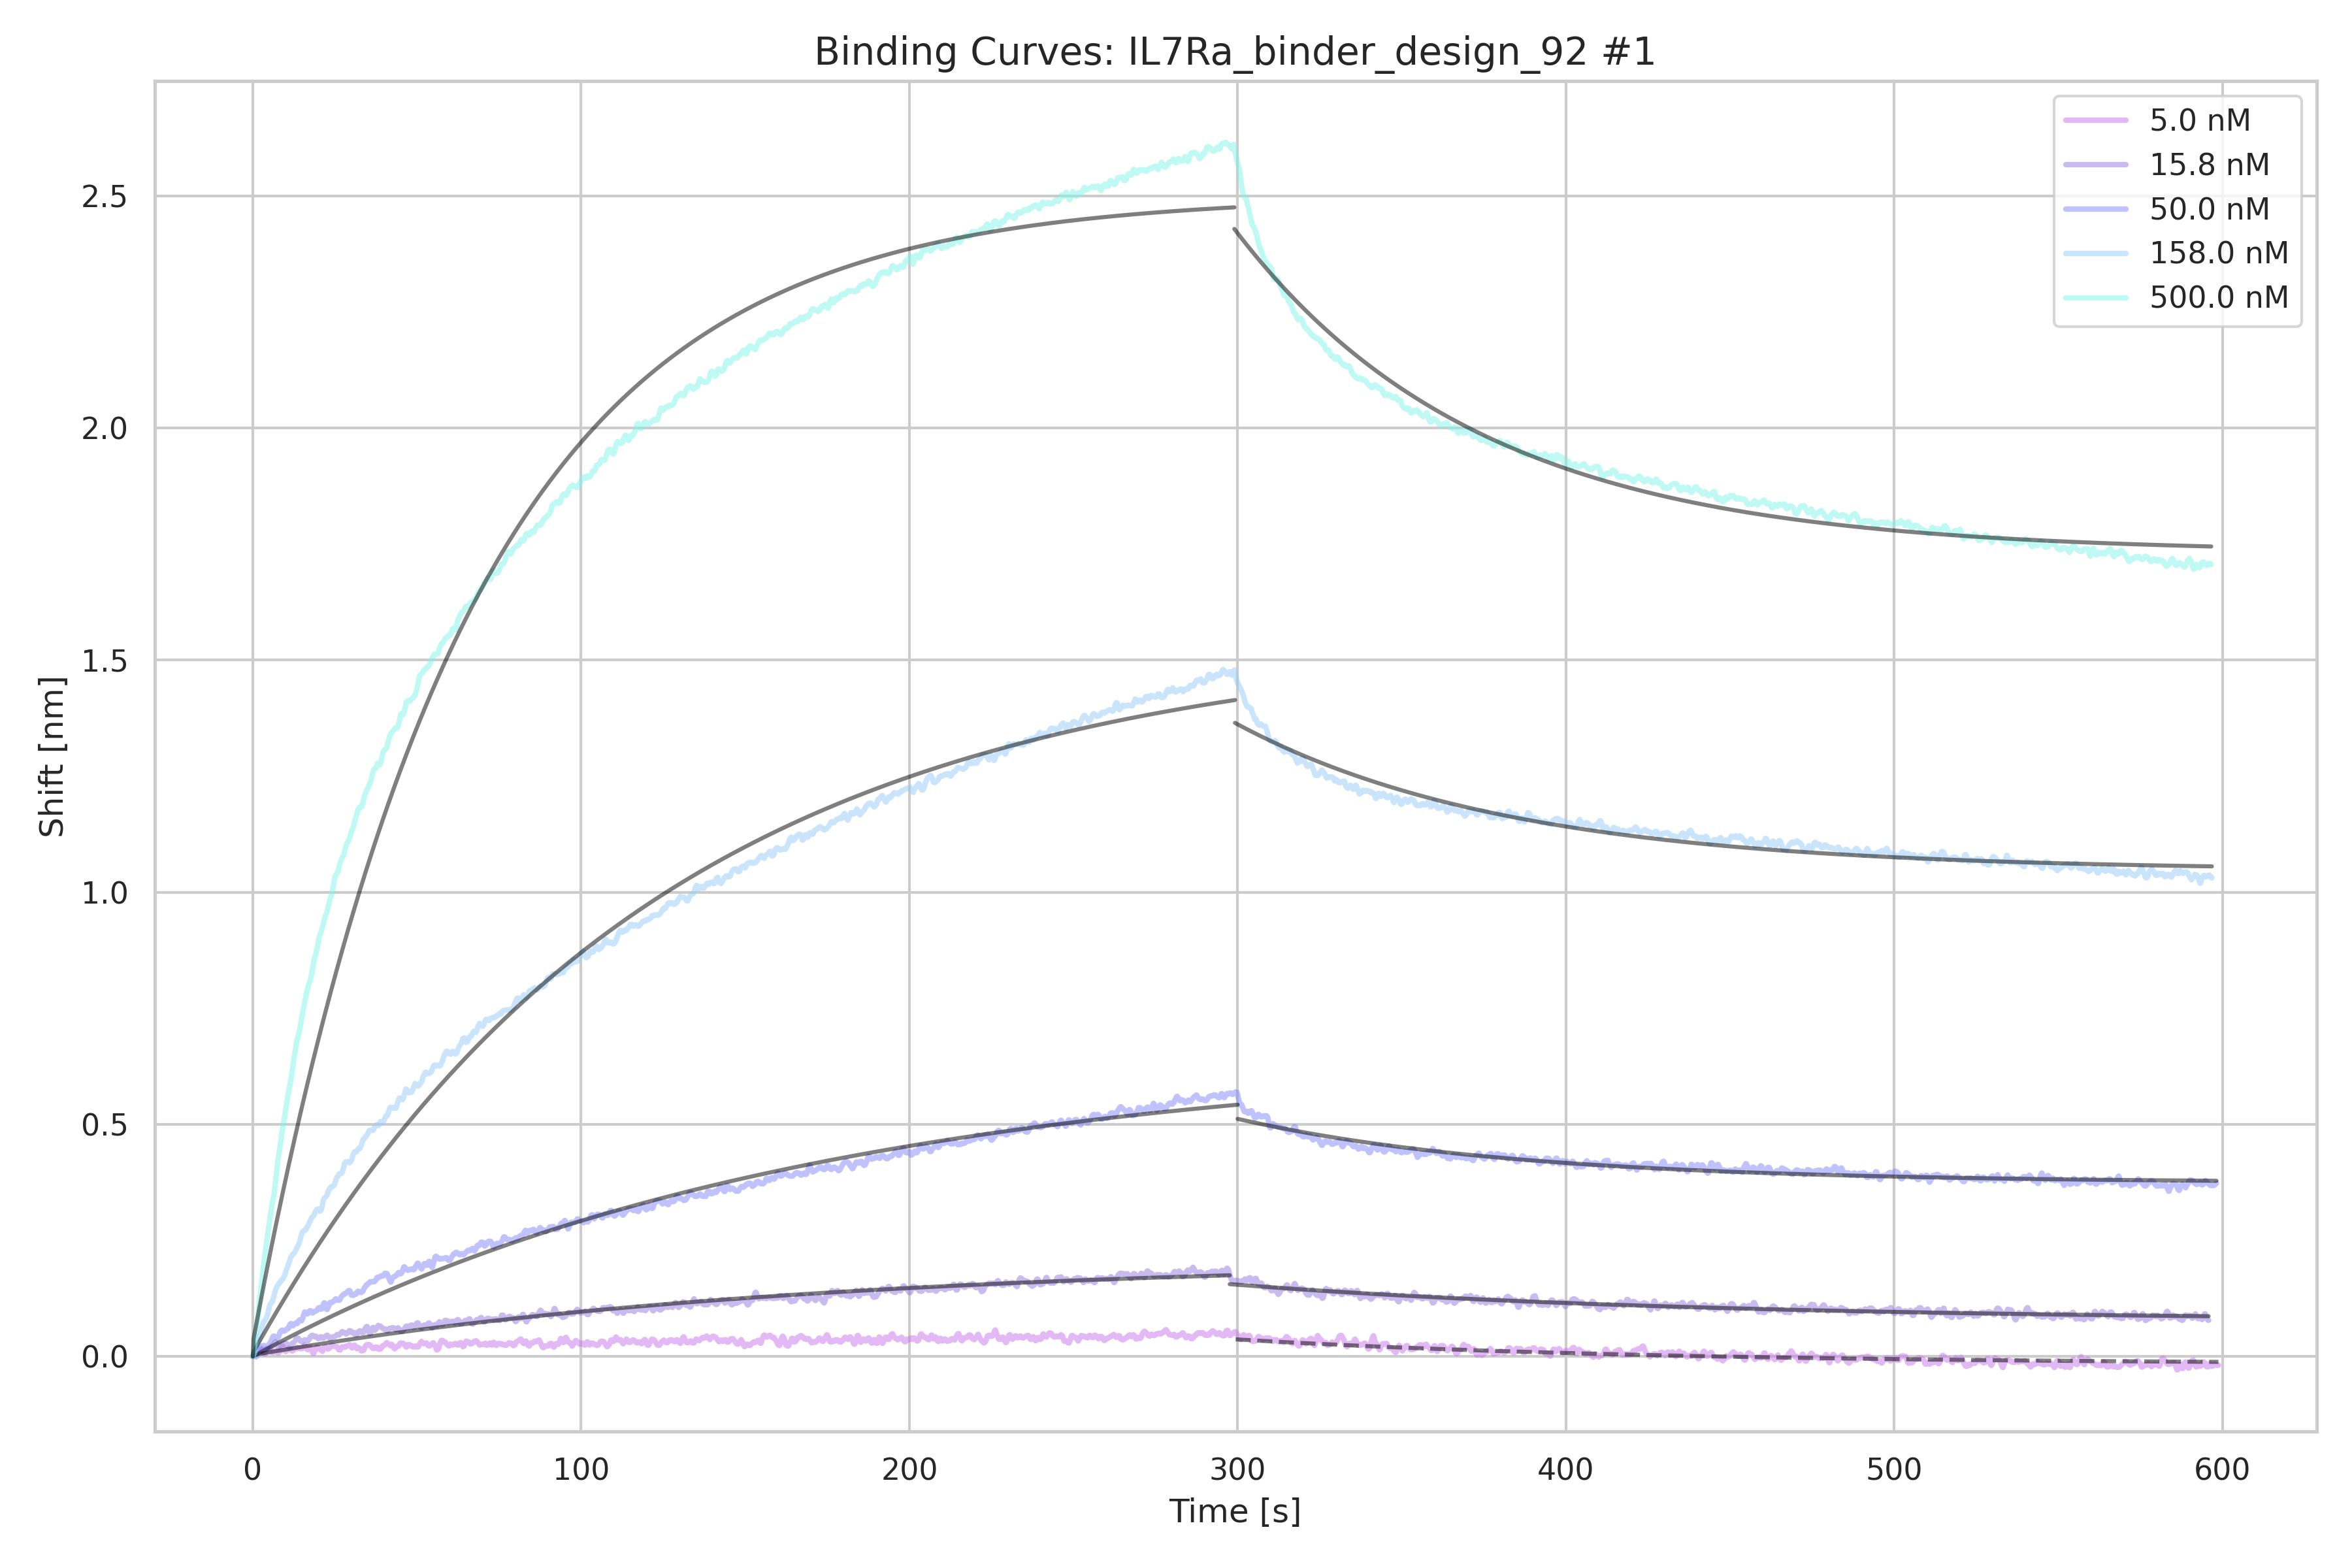 Binding Curves: IL7Ra_binder_design_92 #1
5.0 nM
15.8 nM
50.0 nM
158.0 nM
500.0 nM
2.5
2.0
1.5
1.0
0.5
0.0
Shift [nm]
0 100 200 300 400 500 600
Time [s]